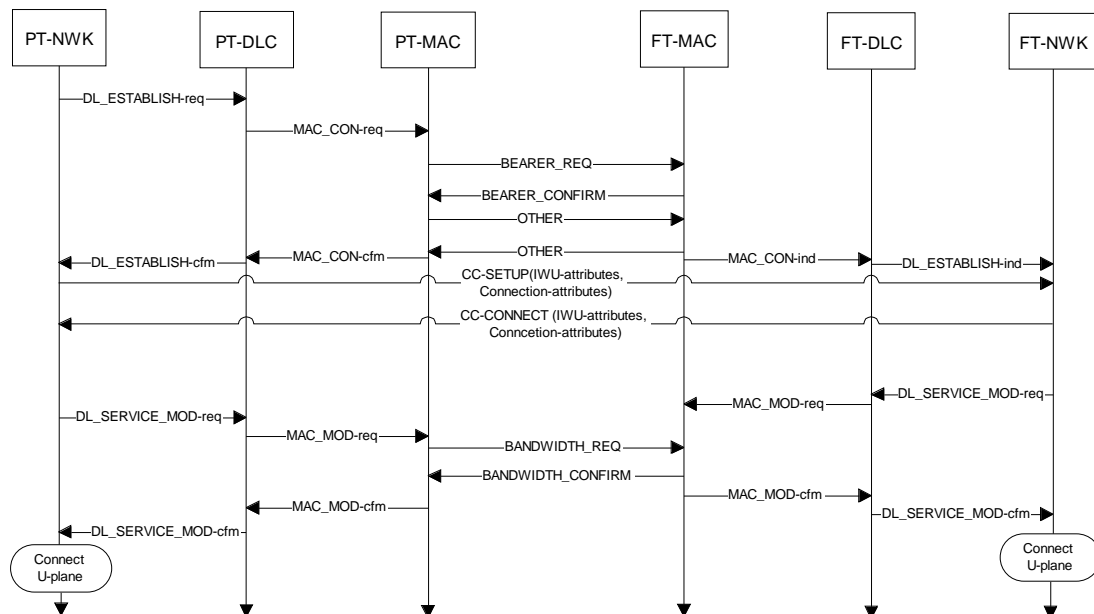 PT-NWK
PT-DLC
PT-MAC
FT-MAC
FT-DLC
FT-NWK
DL_ESTABLISH-req
MAC_CON-req
BEARER_REQ
BEARER_CONFIRM
OTHER
OTHER
MAC_CON-cfm
DL_ESTABLISH-cfm
MAC_CON-ind
DL_ESTABLISH-ind
CC-SETUP(IWU-attributes,
Connection-attributes)
CC-CONNECT (IWU-attributes,
Conncetion-attributes)
DL_SERVICE_MOD-req
MAC_MOD-req
DL_SERVICE_MOD-req
MAC_MOD-req
BANDWIDTH_REQ
BANDWIDTH_CONFIRM
MAC_MOD-cfm
MAC_MOD-cfm
DL_SERVICE_MOD-cfm
DL_SERVICE_MOD-cfm
Connect
U-plane
Connect
U-plane